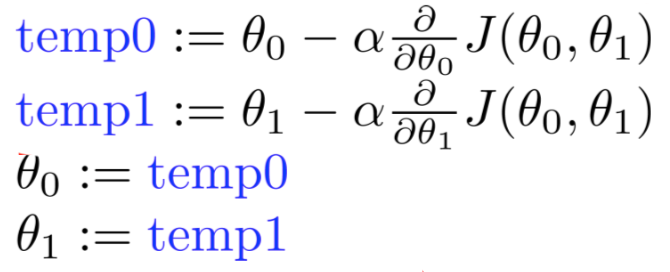 temp0 := θ₀ − α ∂/∂θ₀ J(θ₀, θ₁)
temp1 := θ₁ − α ∂/∂θ₁ J(θ₀, θ₁)
θ₀ := temp0
θ₁ := temp1